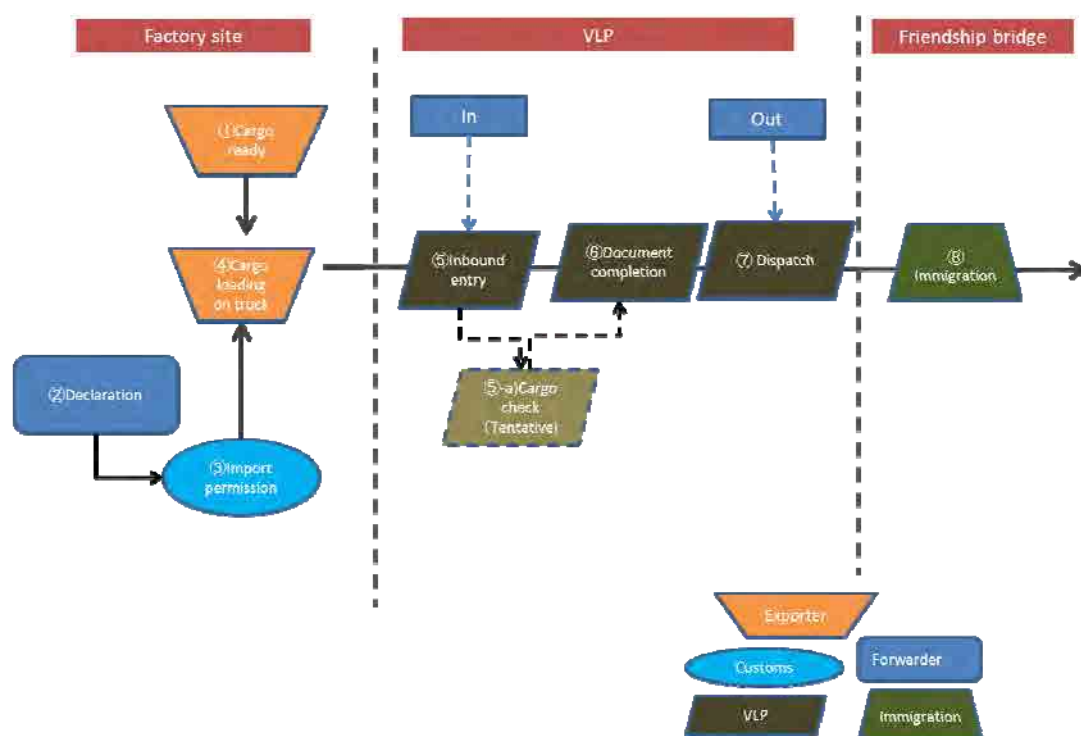 Factory site
VLP
Friendship bridge
①Cargo
ready
In
Out
④Cargo
loading
on truck
⑤Inbound
entry
⑥Document
completion
⑦ Dispatch
⑧
Immigration
②Declaration
⑤-a)Cargo
check
(Tentative)
③Import
permission
Exporter
Customs
Forwarder
VLP
Immigration